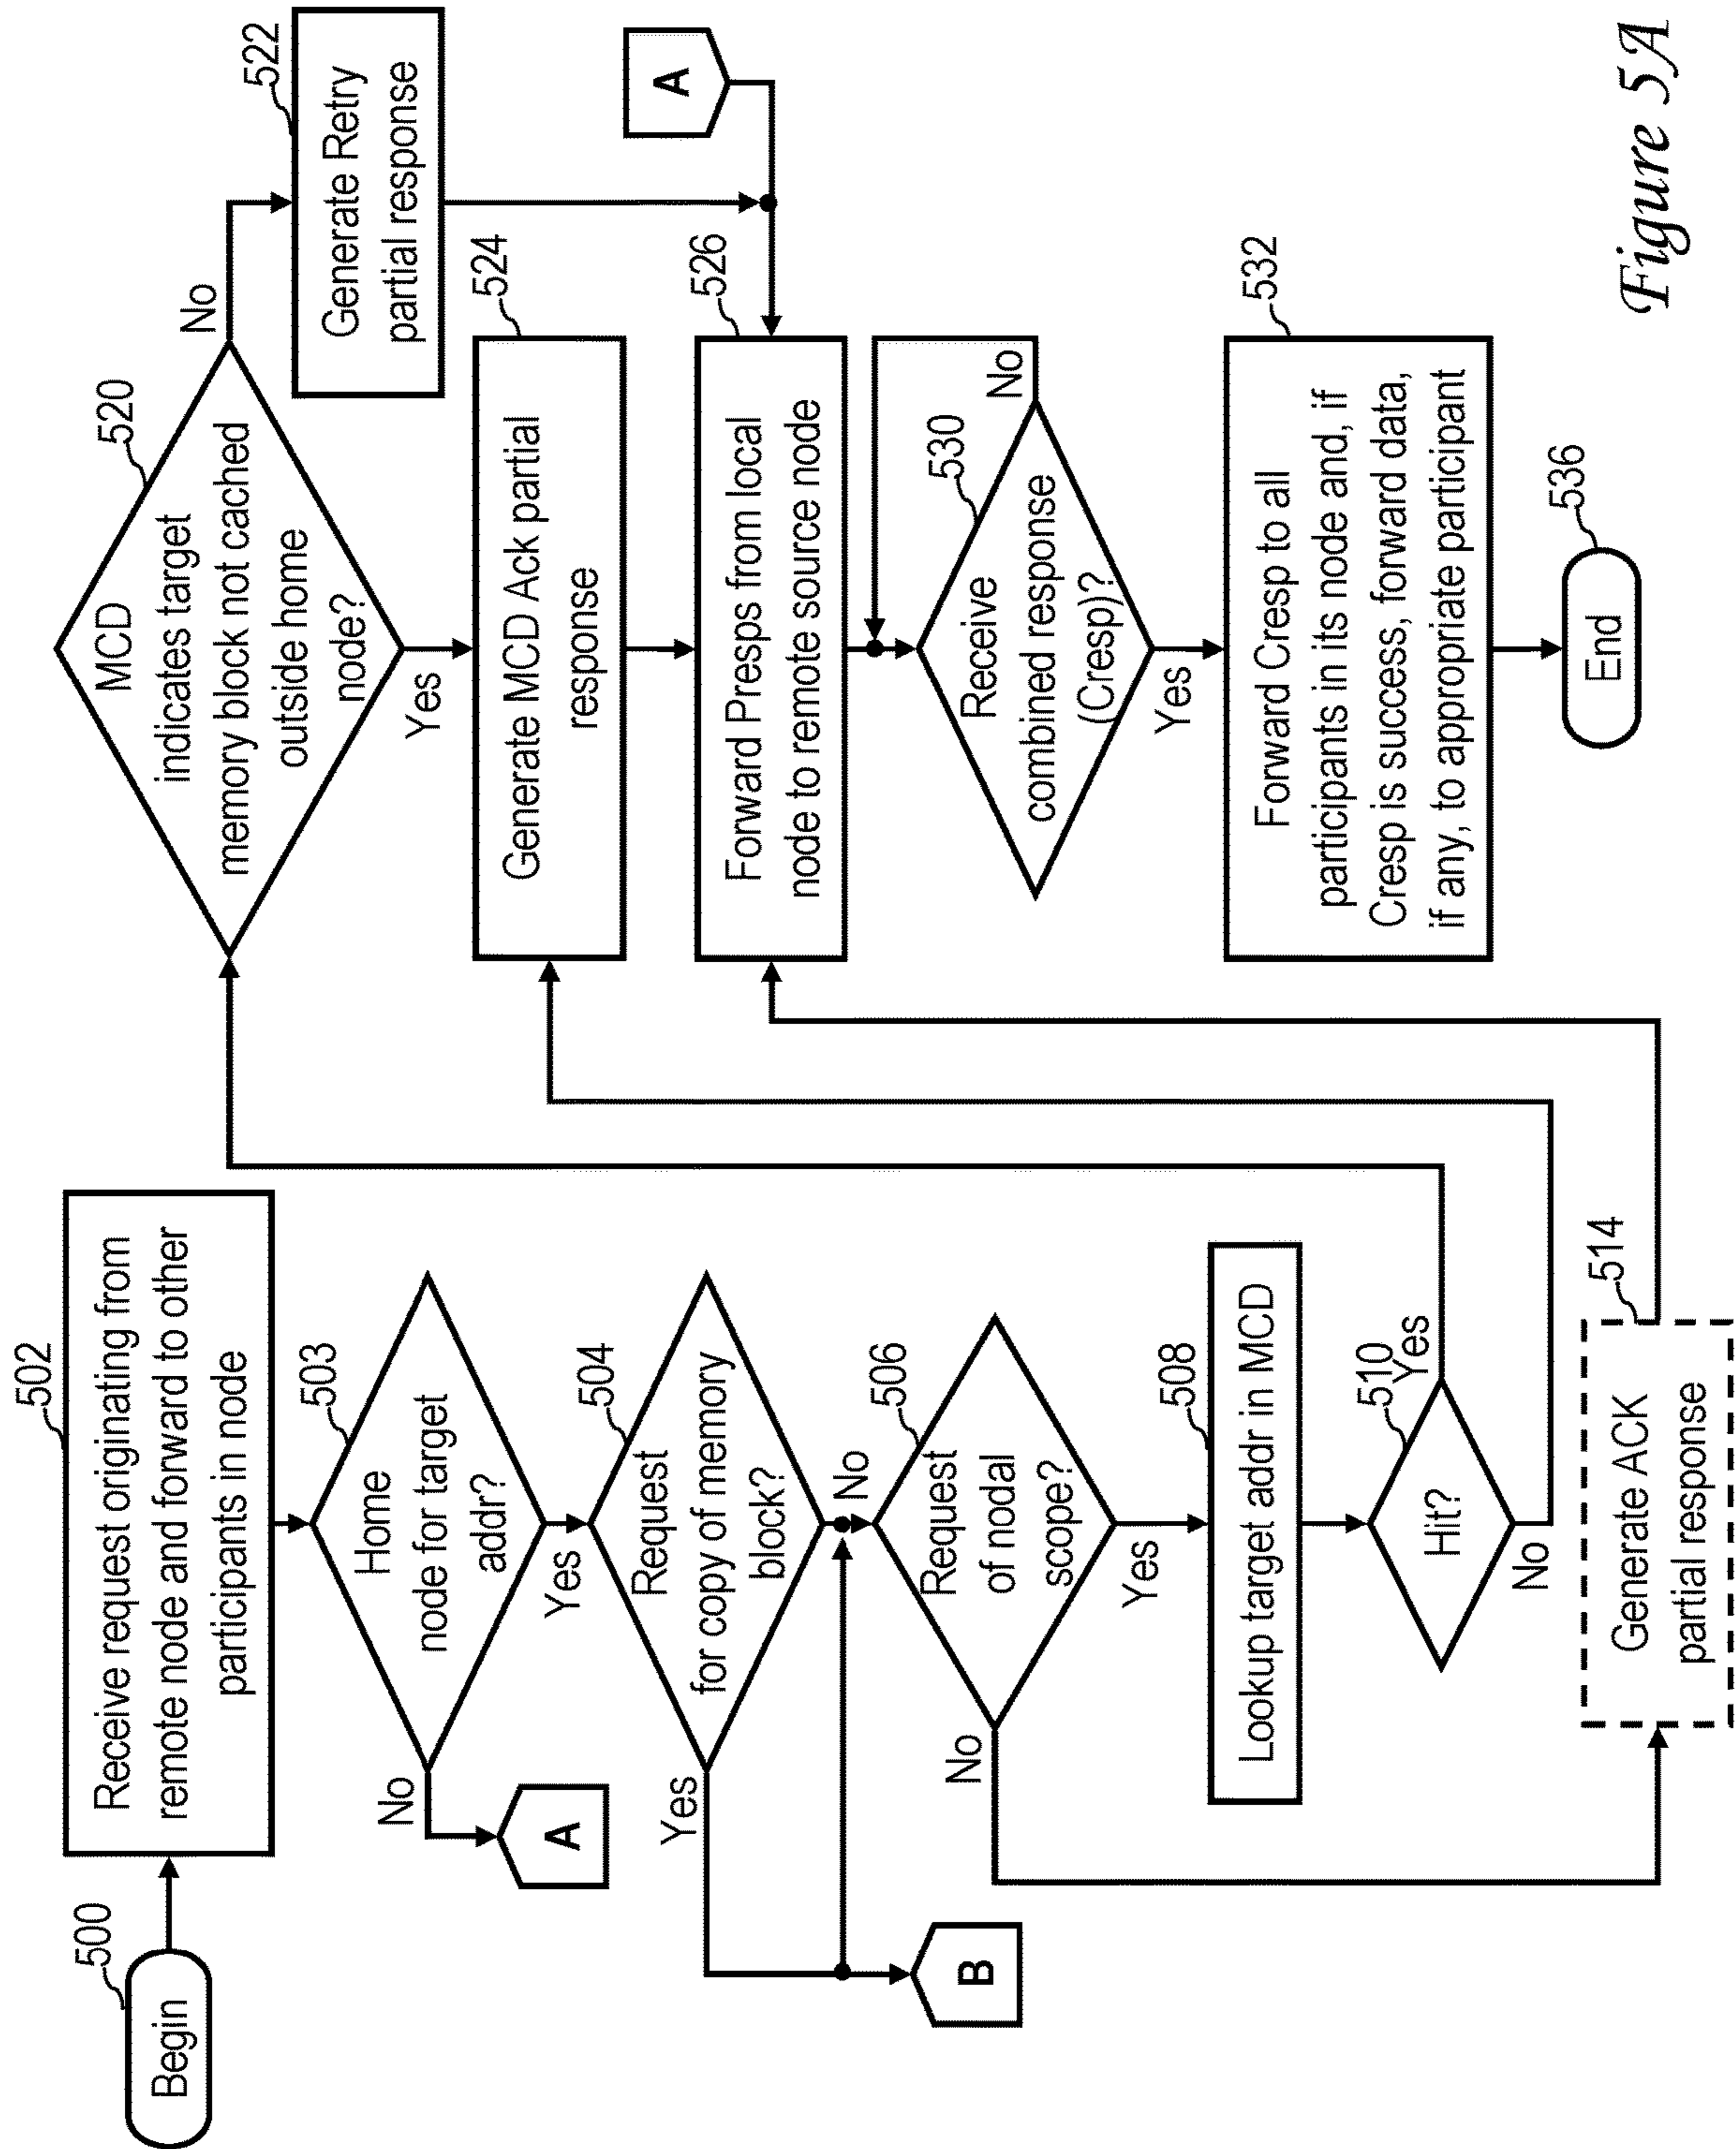 500
Begin
502
Receive request originating from
remote node and forward to other
participants in node
503
Home
node for target
addr?
No
A
Yes
504
Request
for copy of memory
block?
Yes
B
No
506
Request
of nodal
scope?
No
Yes
508
Lookup target addr in MCD
510
Hit?
Yes
No
514
Generate ACK
partial response
520
MCD
indicates target
memory block not cached
outside home
node?
No
Yes
522
Generate Retry
partial response
524
Generate MCD Ack partial
response
A
526
Forward Presps from local
node to remote source node
530
Receive
combined response
(Cresp)?
No
Yes
532
Forward Cresp to all
participants in its node and, if
Cresp is success, forward data,
if any, to appropriate participant
536
End
Figure 5A